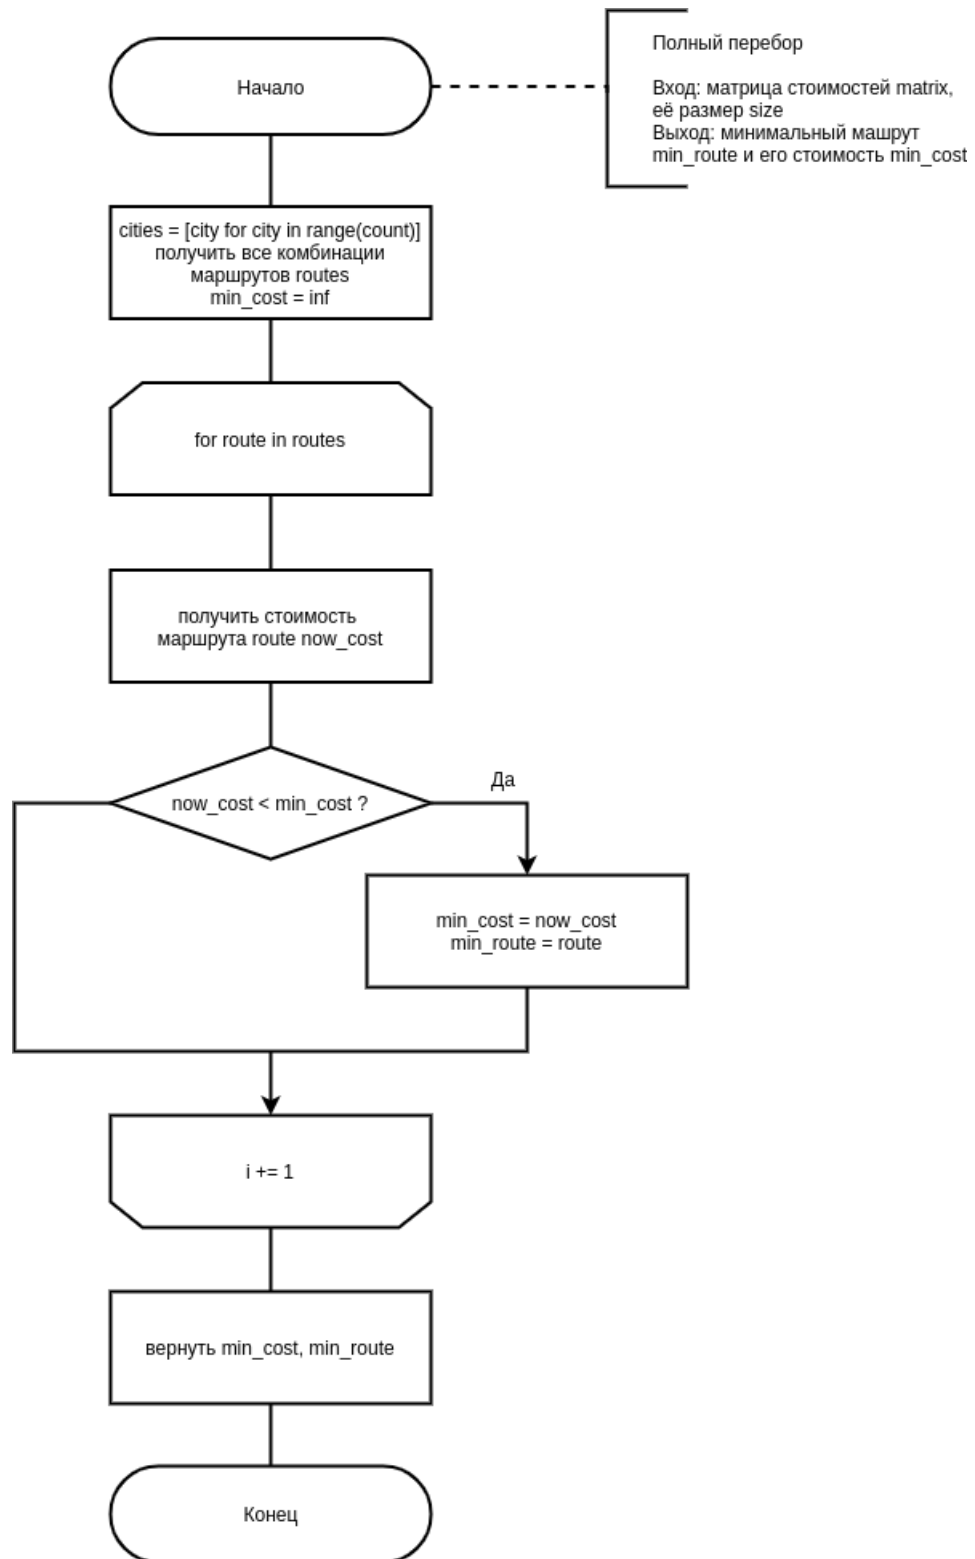 Начало
Полный перебор
Вход: матрица стоимостей matrix,
её размер size
Выход: минимальный машрут
min_route и его стоимость min_cost
cities = [city for city in range(count)]
получить все комбинации
маршрутов routes
min_cost = inf
for route in routes
получить стоимость
маршрута route now_cost
now_cost < min_cost ?
Да
min_cost = now_cost
min_route = route
i += 1
вернуть min_cost, min_route
Конец